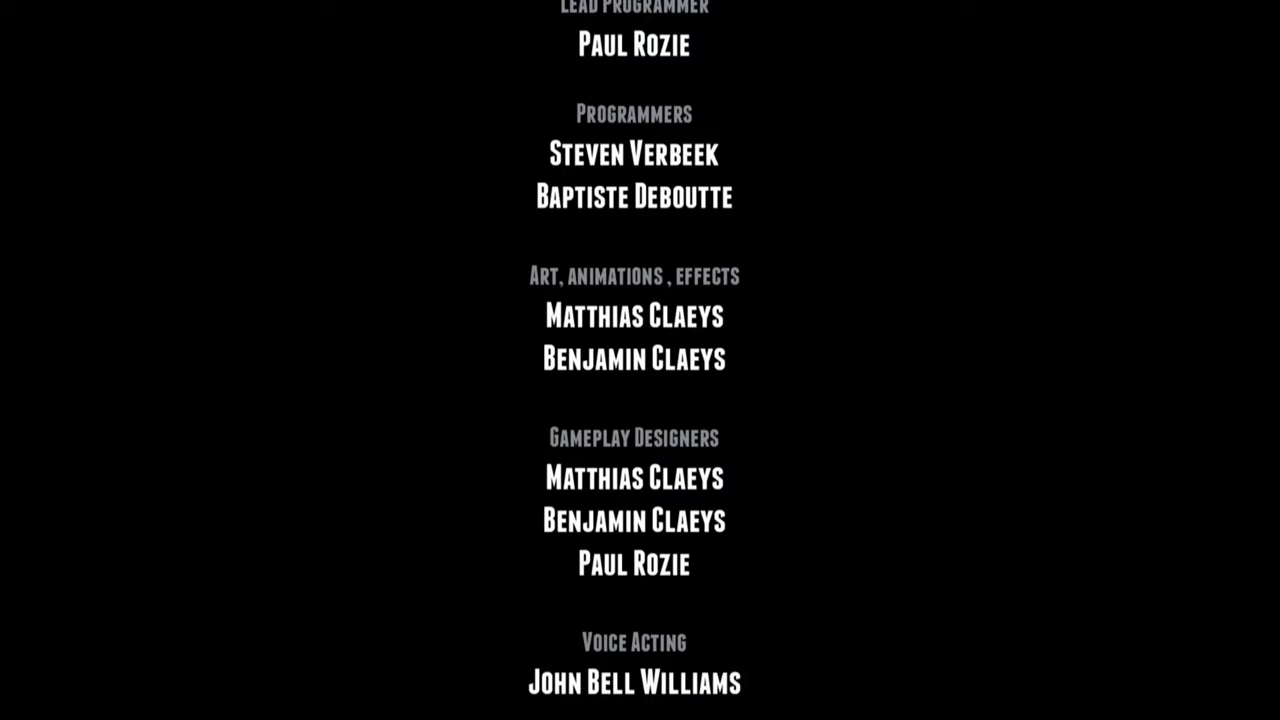 LEAD PROGRAMMER
PAUL ROZIE
PROGRAMMERS
STEVEN VERBEEK
BAPTISTE DEBOUTTE
ART, ANIMATIONS , EFFECTS
MATTHIAS CLAEYS
BENJAMIN CLAEYS
GAMEPLAY DESIGNERS
MATTHIAS CLAEYS
BENJAMIN CLAEYS
PAUL ROZIE
VOICE ACTING
JOHN BELL WILLIAMS